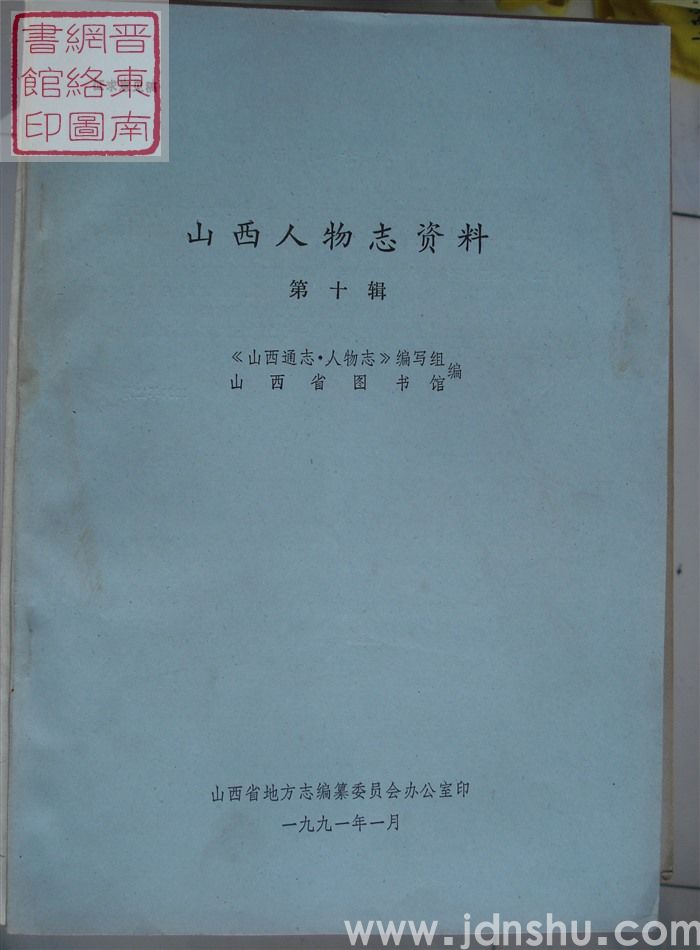 晋东南
網絡圖
書館印
山西人物志资料
第十辑
《山西通志·人物志》编写组
山西省图书馆
编
山西省地方志编纂委员会办公室印
一九九一年一月
www.jdnshu.com